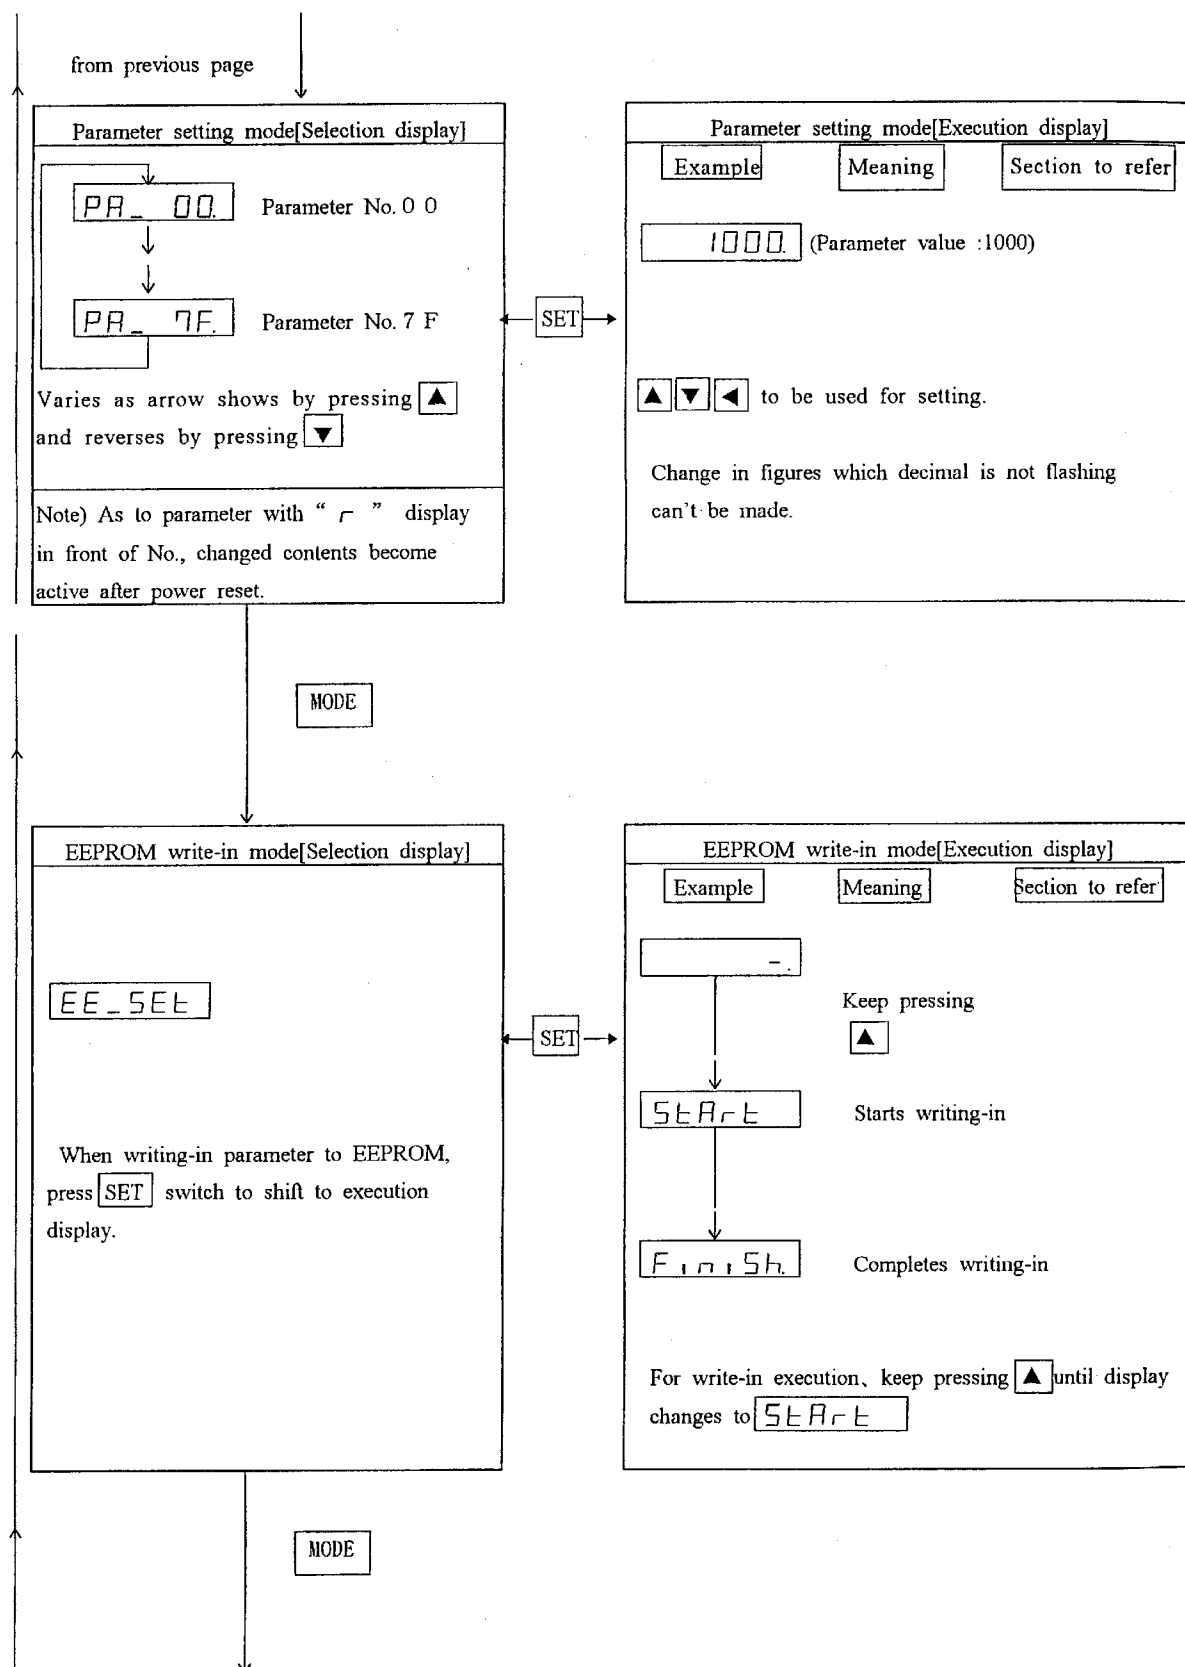 from previous page
Parameter setting mode[Selection display]
PA_ 00.
Parameter No. 0 0
PA_ 7F.
Parameter No. 7 F
Varies as arrow shows by pressing ▲
and reverses by pressing ▼
Note) As to parameter with “ r ” display
in front of No., changed contents become
active after power reset.
SET
Parameter setting mode[Execution display]
Example
Meaning
Section to refer
1000.
(Parameter value :1000)
▲ ▼ ◀ to be used for setting.
Change in figures which decimal is not flashing
can't be made.
MODE
EEPROM write-in mode[Selection display]
EE_SEt
When writing-in parameter to EEPROM,
press SET switch to shift to execution
display.
SET
EEPROM write-in mode[Execution display]
Example
Meaning
Section to refer
-.
Keep pressing
▲
StArt
Starts writing-in
FiniSh.
Completes writing-in
For write-in execution、keep pressing ▲ until display
changes to StArt
MODE